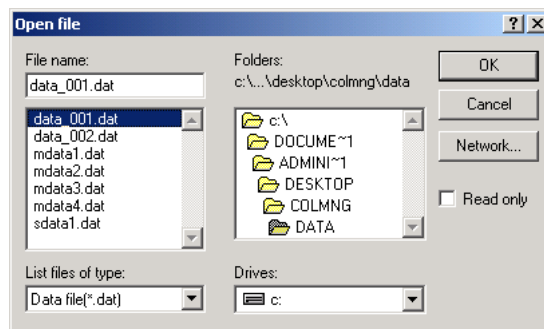 Open file
File name:
data_001.dat
data_001.dat
data_002.dat
mdata1.dat
mdata2.dat
mdata3.dat
mdata4.dat
sdata1.dat
List files of type:
Data file(*.dat)
Folders:
c:\...\desktop\colmng\data
c:\
DOCUME~1
ADMINI~1
DESKTOP
COLMNG
DATA
Drives:
c:
OK
Cancel
Network...
Read only